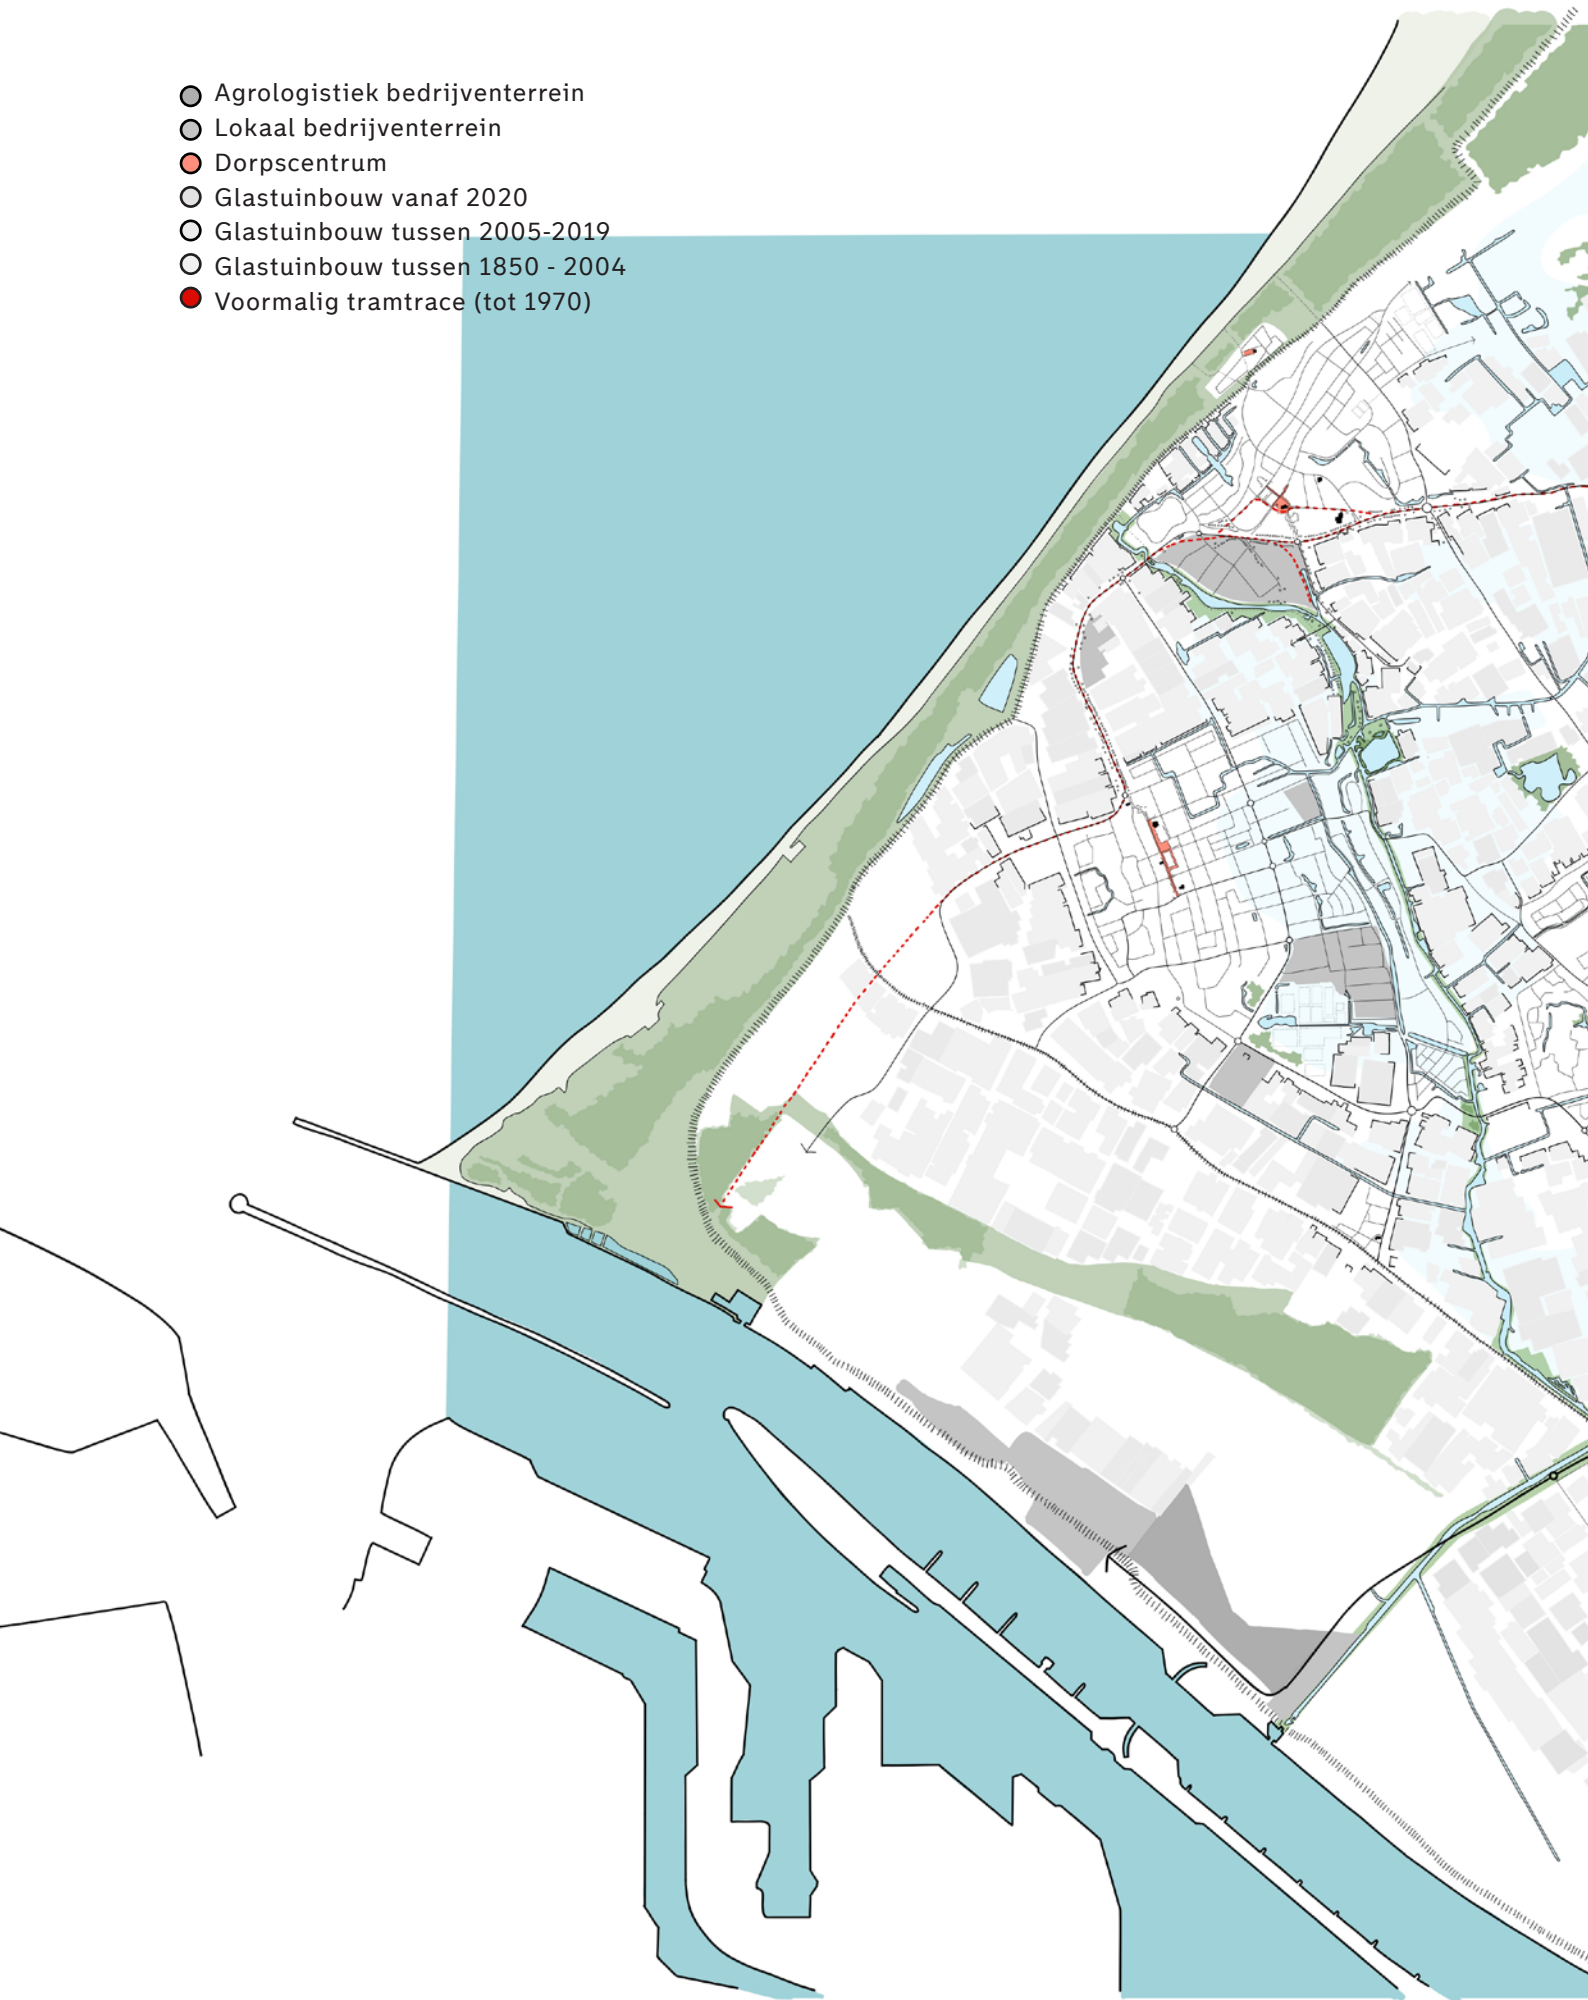 Agrologistiek bedrijventerrein
Lokaal bedrijventerrein
Dorpscentrum
Glastuinbouw vanaf 2020
Glastuinbouw tussen 2005-2019
Glastuinbouw tussen 1850 - 2004
Voormalig tramtrace (tot 1970)